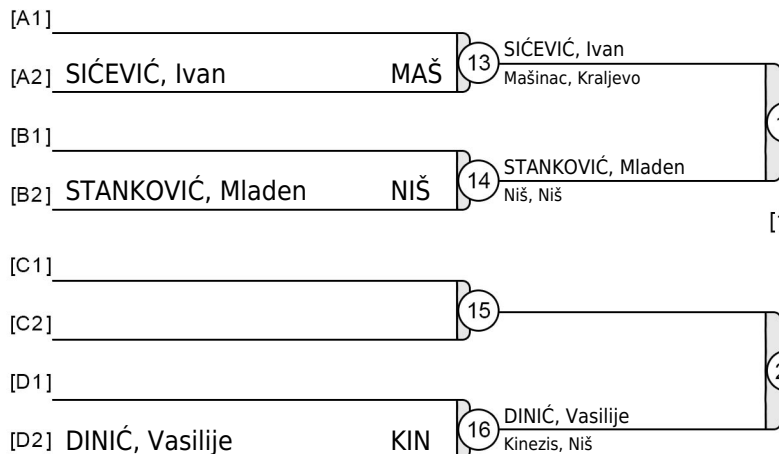 [A1]
[A2] SIĆEVIĆ, Ivan MAŠ
13
SIĆEVIĆ, Ivan
Mašinac, Kraljevo
[B1]
[B2] STANKOVIĆ, Mladen NIŠ
14
STANKOVIĆ, Mladen
Niš, Niš
[C1]
[C2]
15
[D1]
[D2] DINIĆ, Vasilije KIN
16
DINIĆ, Vasilije
Kinezis, Niš